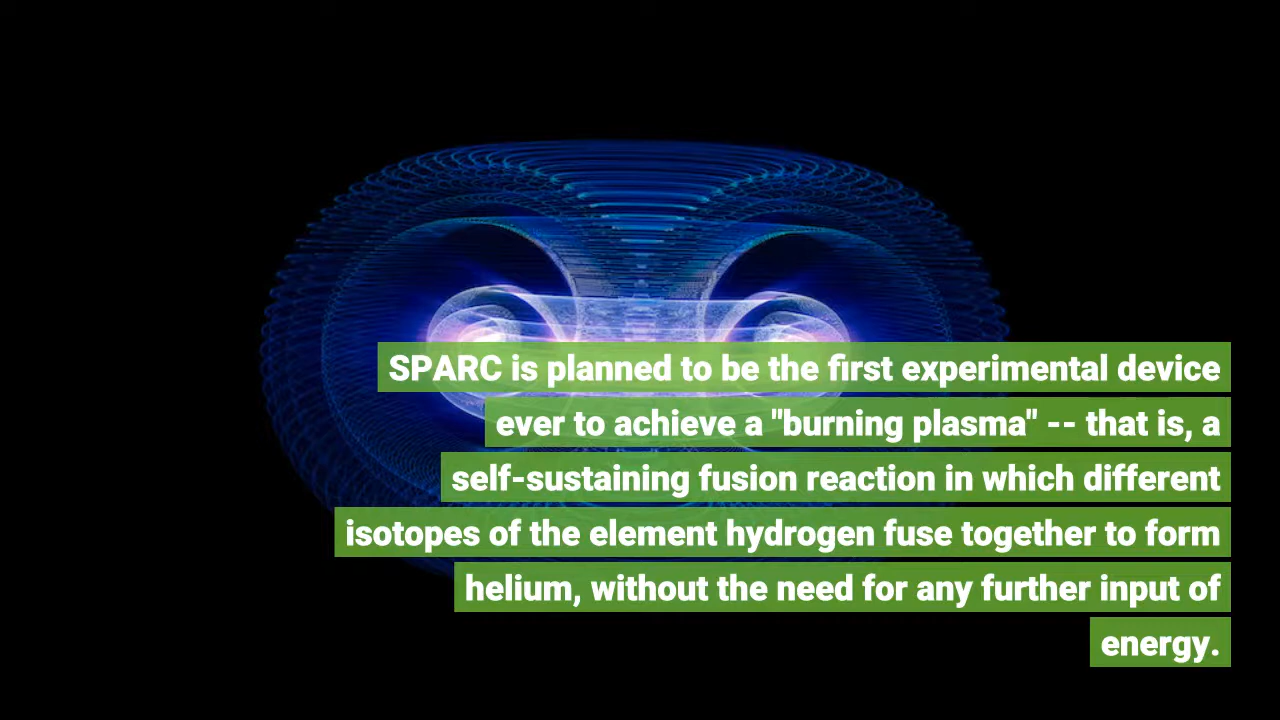 SPARC is planned to be the first experimental device
ever to achieve a "burning plasma" -- that is, a
self-sustaining fusion reaction in which different
isotopes of the element hydrogen fuse together to form
helium, without the need for any further input of
energy.